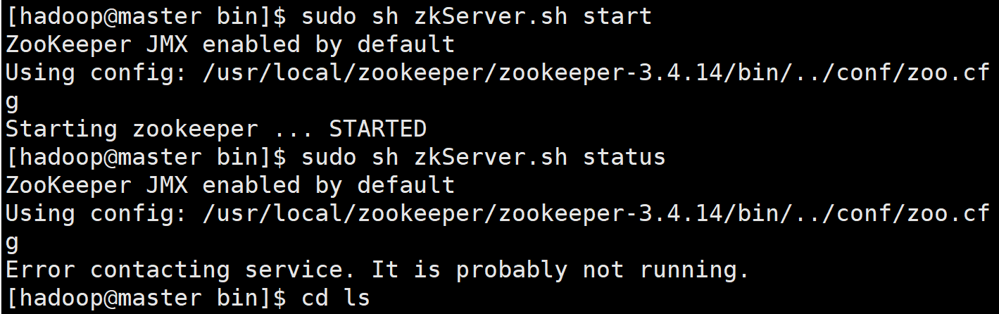 [hadoop@master bin]$ sudo sh zkServer.sh start
ZooKeeper JMX enabled by default
Using config: /usr/local/zookeeper/zookeeper-3.4.14/bin/../conf/zoo.cf
g
Starting zookeeper ... STARTED
[hadoop@master bin]$ sudo sh zkServer.sh status
ZooKeeper JMX enabled by default
Using config: /usr/local/zookeeper/zookeeper-3.4.14/bin/../conf/zoo.cf
g
Error contacting service. It is probably not running.
[hadoop@master bin]$ cd ls